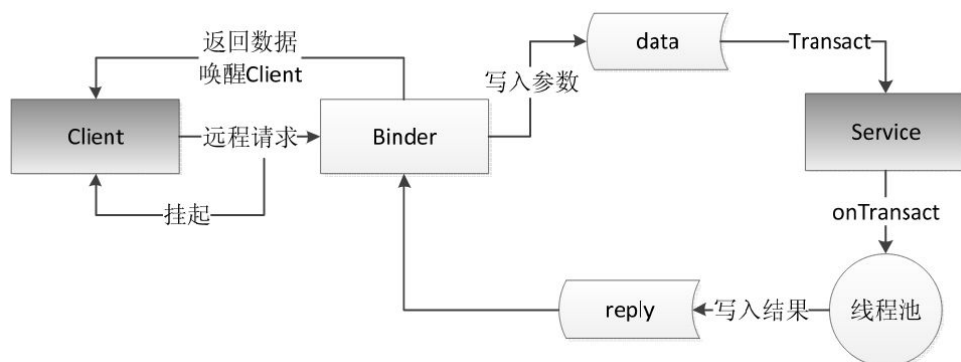 返回数据
唤醒Client
data
Transact
写入参数
Client
远程请求
Binder
Service
挂起
onTransact
reply
写入结果
线程池